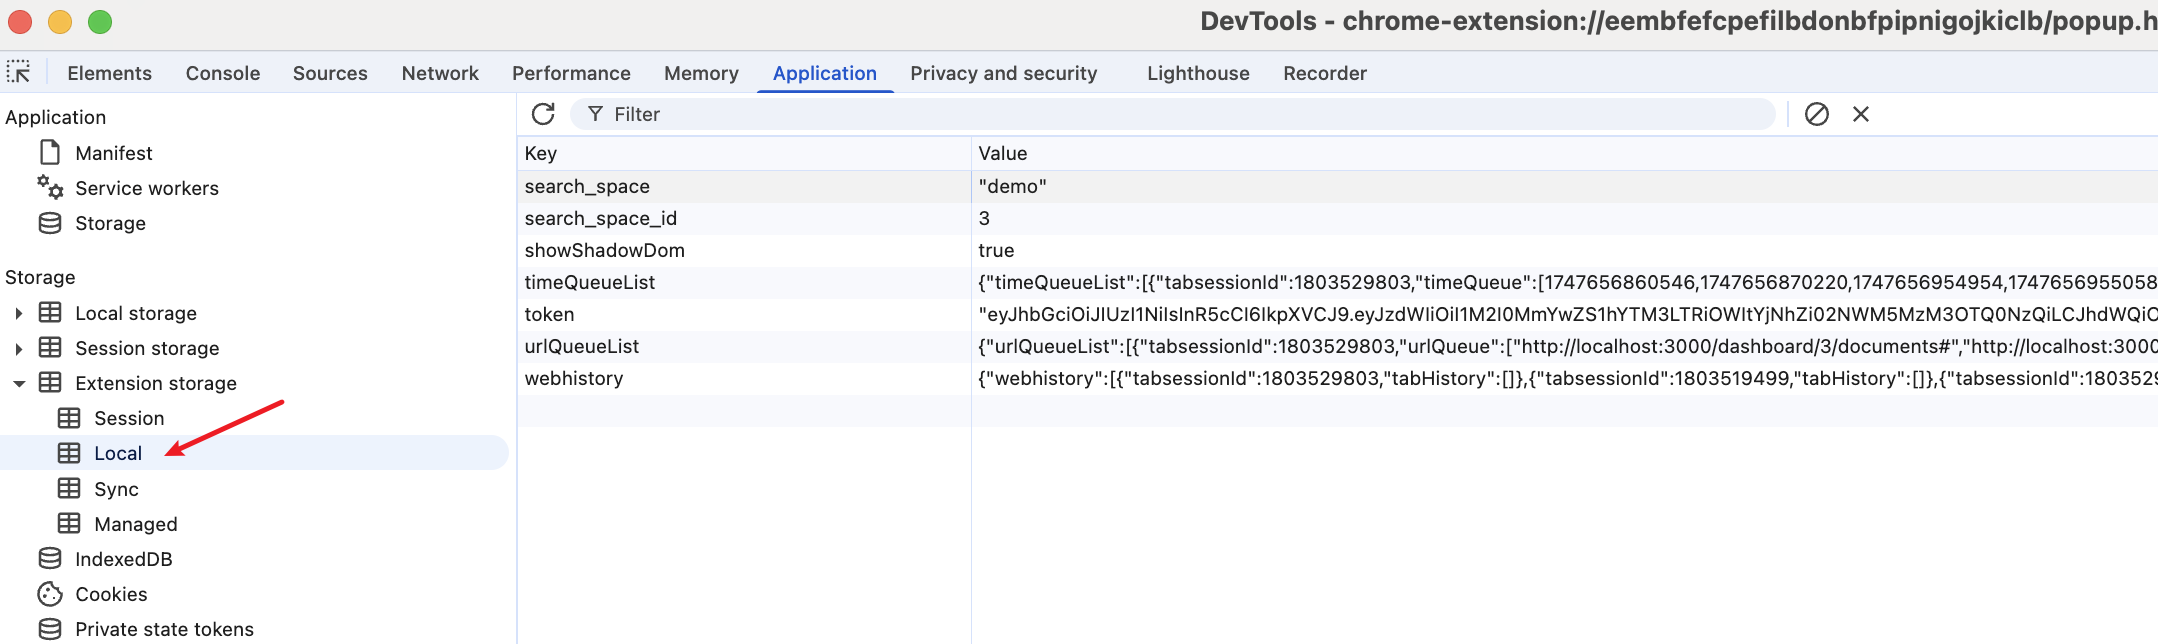 DevTools - chrome-extension://eembfefcpefilbdonbfpipnigojkiclb/popup.h
Elements Console Sources Network Performance Memory Application Privacy and security Lighthouse Recorder
Application
Manifest
Service workers
Storage
Storage
Local storage
Session storage
Extension storage
Session
Local
Sync
Managed
IndexedDB
Cookies
Private state tokens
Filter
Key Value
search_space "demo"
search_space_id 3
showShadowDom true
timeQueueList {"timeQueueList":[{"tabsessionId":1803529803,"timeQueue":[1747656860546,1747656870220,1747656954954,1747656955058
token "eyJhbGciOiJIUzI1NiIsInR5cCI6IkpXVCJ9.eyJzdWIiOiI1M2I0MmYwZS1hYTM3LTRiOWItYjNhZi02NWM5MzM3OTQ0NzQiLCJhdWQiO
urlQueueList {"urlQueueList":[{"tabsessionId":1803529803,"urlQueue":["http://localhost:3000/dashboard/3/documents#","http://localhost:3000
webhistory {"webhistory":[{"tabsessionId":1803529803,"tabHistory":[]},{"tabsessionId":1803519499,"tabHistory":[]},{"tabsessionId":1803529